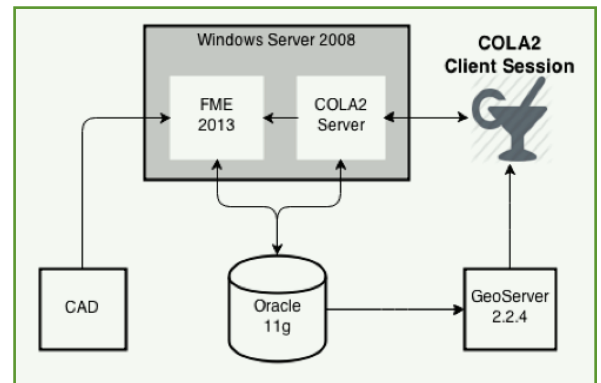 Windows Server 2008
COLA2
Client Session
FME
2013
COLA2
Server
CAD
Oracle
11g
GeoServer
2.2.4